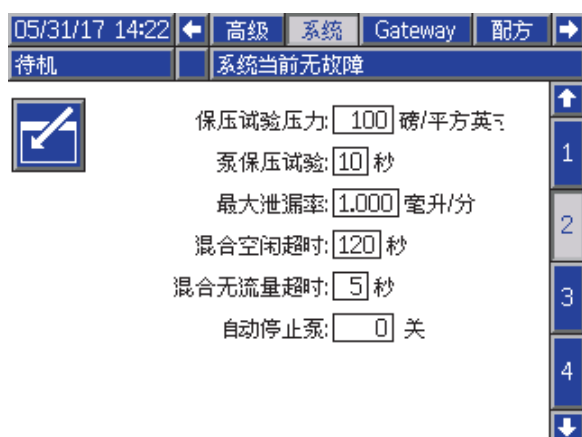 05/31/17 14:22 高级 系统 Gateway 配方
待机 系统当前无故障
保压试验压力: 100 磅/平方英寸
泵保压试验: 10 秒
最大泄漏率: 1.000 毫升/分
混合空闲超时: 120 秒
混合无流量超时: 5 秒
自动停止泵: 0 关
1
2
3
4